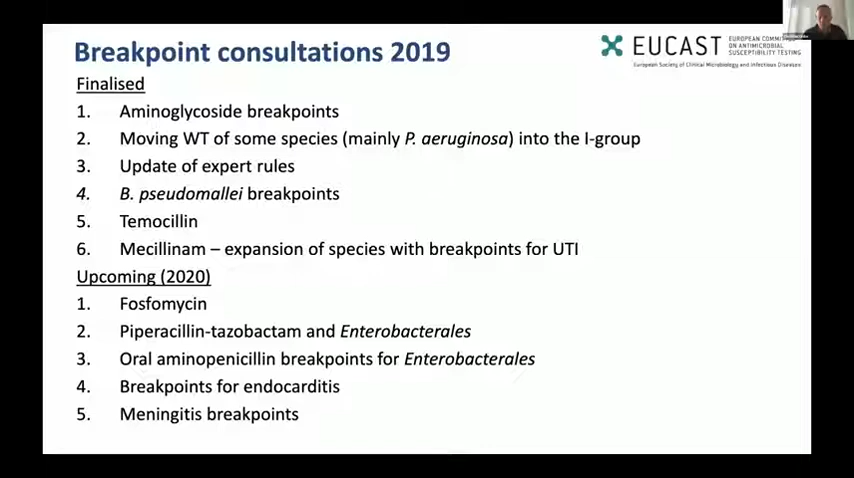 Breakpoint consultations 2019
EUCAST
EUROPEAN COMMITTEE
ON ANTIMICROBIAL
SUSCEPTIBILITY TESTING
European Society of Clinical Microbiology and Infectious Diseases
Finalised
1. Aminoglycoside breakpoints
2. Moving WT of some species (mainly P. aeruginosa) into the I-group
3. Update of expert rules
4. B. pseudomallei breakpoints
5. Temocillin
6. Mecillinam – expansion of species with breakpoints for UTI
Upcoming (2020)
1. Fosfomycin
2. Piperacillin-tazobactam and Enterobacterales
3. Oral aminopenicillin breakpoints for Enterobacterales
4. Breakpoints for endocarditis
5. Meningitis breakpoints